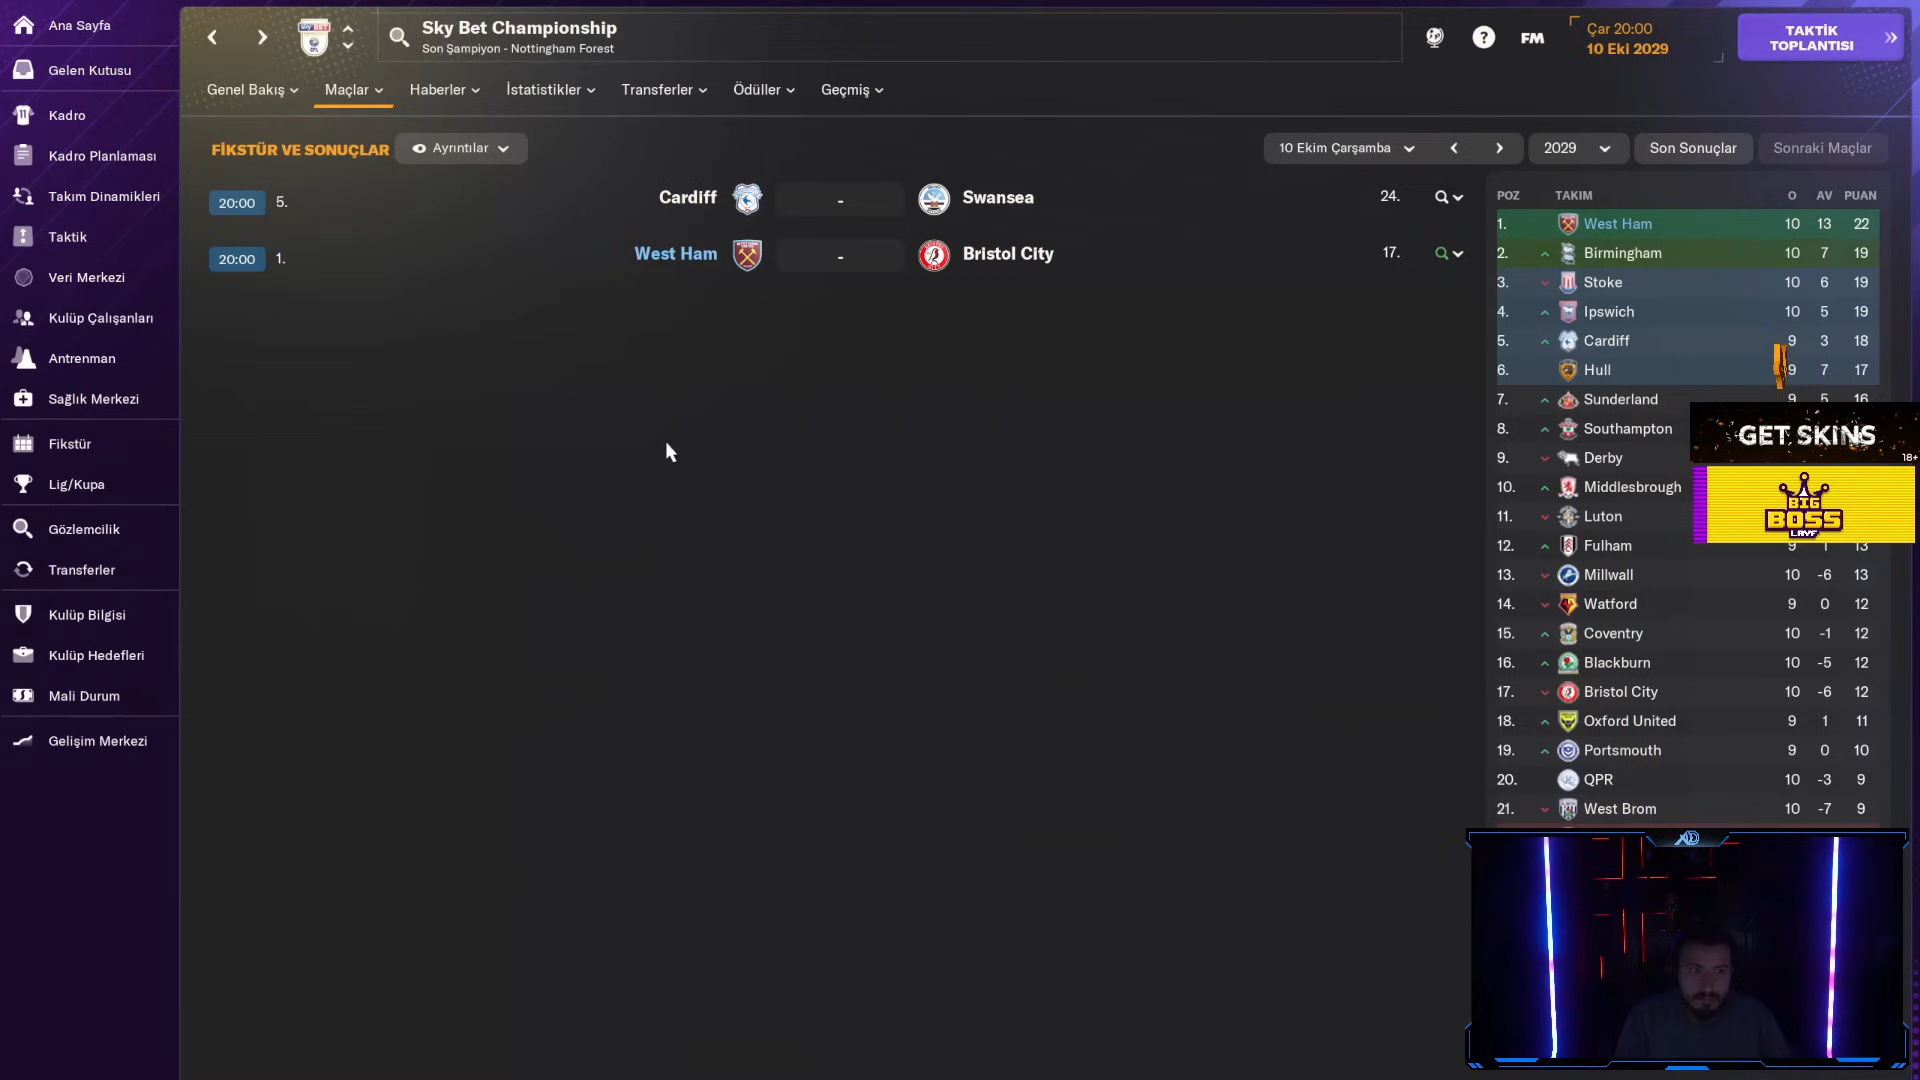 Ana Sayfa
Gelen Kutusu
Kadro
Kadro Planlaması
Takım Dinamikleri
Taktik
Veri Merkezi
Kulüp Çalışanları
Antrenman
Sağlık Merkezi
Fikstür
Lig/Kupa
Gözlemcilik
Transferler
Kulüp Bilgisi
Kulüp Hedefleri
Mali Durum
Gelişim Merkezi
Sky Bet Championship
Son Şampiyon - Nottingham Forest
FM
Çar 20:00
10 Eki 2029
TAKTİK
TOPLANTISI
Genel Bakış Maçlar Haberler İstatistikler Transferler Ödüller Geçmiş
FİKSTÜR VE SONUÇLAR Ayrıntılar 10 Ekim Çarşamba 2029 Son Sonuçlar Sonraki Maçlar
20:00 5. Cardiff - Swansea 24.
20:00 1. West Ham - Bristol City 17.
POZ TAKIM O AV PUAN
1. West Ham 10 13 22
2. Birmingham 10 7 19
3. Stoke 10 6 19
4. Ipswich 10 5 19
5. Cardiff 9 3 18
6. Hull 9 7 17
7. Sunderland 9 5 16
8. Southampton
9. Derby
10. Middlesbrough
11. Luton
12. Fulham 9 1 13
13. Millwall 10 -6 13
14. Watford 9 0 12
15. Coventry 10 -1 12
16. Blackburn 10 -5 12
17. Bristol City 10 -6 12
18. Oxford United 9 1 11
19. Portsmouth 9 0 10
20. QPR 10 -3 9
21. West Brom 10 -7 9
GET SKINS
18+
BIG
BOSS